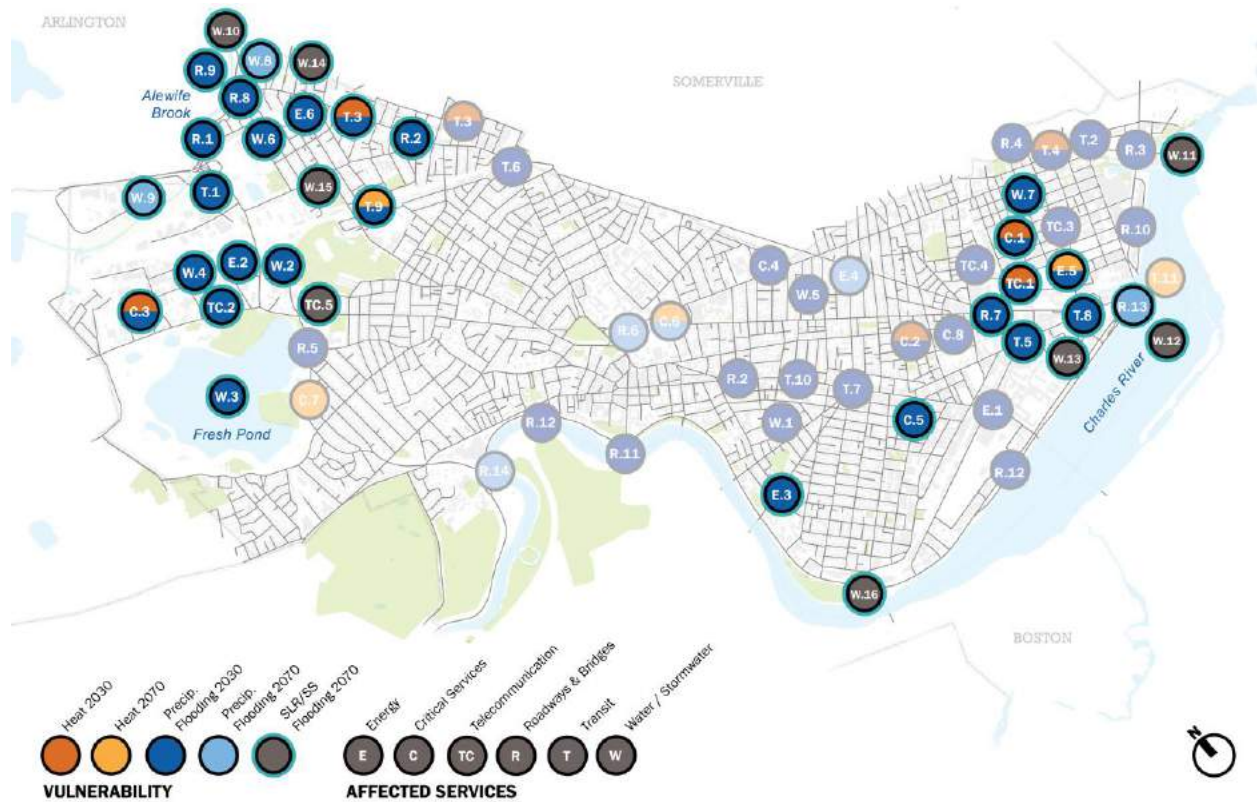 ARLINGTON
W.10
W.8
W.14
R.9
SOMERVILLE
Alewife
Brook
R.8
E.6
T.3
T.3
R.1
W.6
R.2
T.6
R.4
T.4
T.2
R.3
W.11
W.9
T.1
W.15
T.9
W.7
C.1
TC.3
R.10
W.4
E.2
W.2
C.4
W.5
E.4
TC.4
TC.1
E.5
T.11
C.3
TC.2
TC.5
R.6
C.6
R.7
T.8
R.13
R.5
C.2
C.8
T.5
W.13
W.12
W.3
C.7
R.2
T.10
T.7
Charles River
Fresh Pond
R.12
W.1
C.5
E.1
R.11
R.14
R.12
E.3
W.16
BOSTON
Heat 2030
Heat 2070
Precip.
Flooding 2030
Precip.
Flooding 2070
SLR/SS
Flooding 2070
Energy
Critical Services
Telecommunication
Roadways & Bridges
Transit
Water / Stormwater
E
C
TC
R
T
W
N
VULNERABILITY
AFFECTED SERVICES